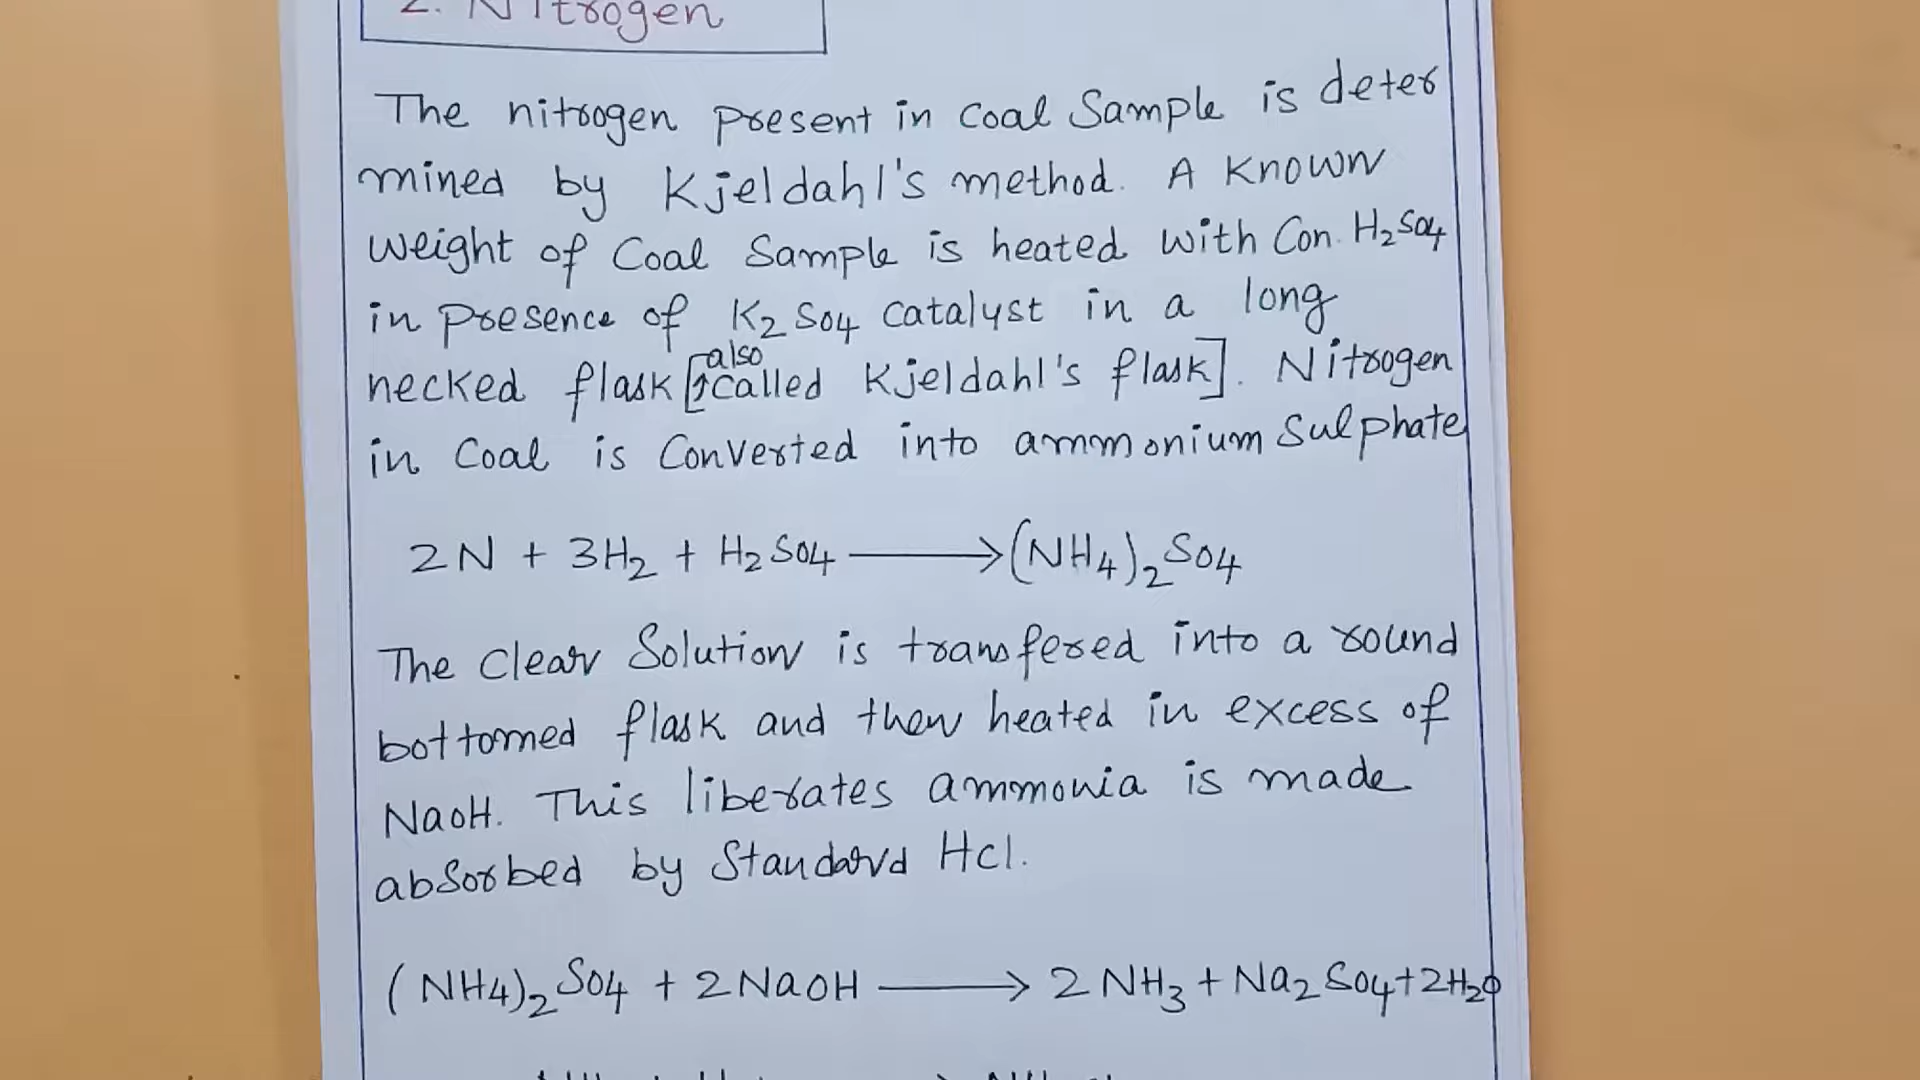 2. Nitrogen
The nitrogen present in Coal Sample is deter
mined by Kjeldahl's method. A Known
Weight of Coal Sample is heated With Con. H₂SO₄
in presence of K₂SO₄ Catalyst in a long
necked flask [also called Kjeldahl's flask]. Nitrogen
in Coal is Converted into ammonium Sulphate
2N + 3H₂ + H₂SO₄ ⟶ (NH₄)₂SO₄
The Clear Solution is transfered into a round
bottomed flask and then heated in excess of
NaOH. This liberates ammonia is made
absorbed by Standard Hcl.
(NH₄)₂SO₄ + 2NaOH ⟶ 2NH₃ + Na₂SO₄ + 2H₂O